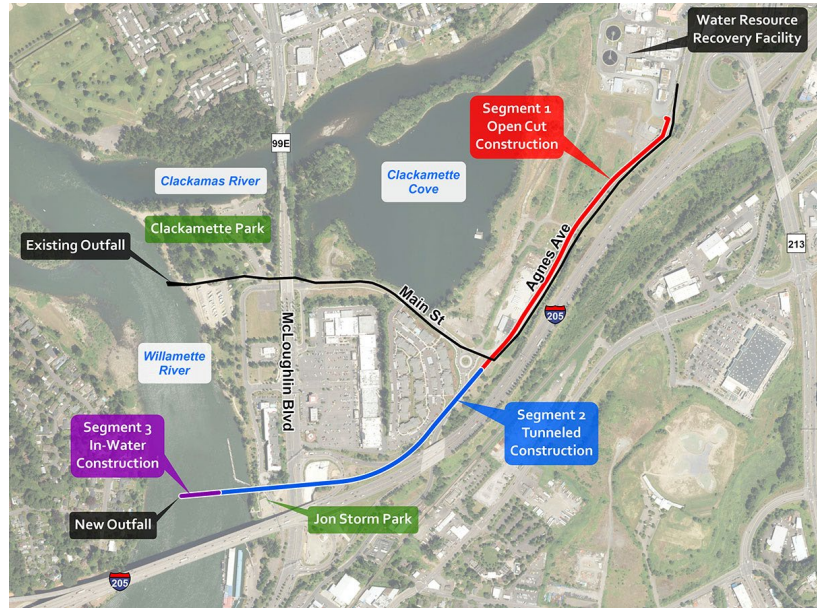 Water Resource
Recovery Facility
Segment 1
Open Cut
Construction
99E
Clackamas River
Clackamette
Cove
Clackamette Park
Existing Outfall
Agnes Ave
213
Main St
205
McLoughlin Blvd
Willamette
River
Segment 3
In-Water
Construction
Segment 2
Tunneled
Construction
New Outfall
Jon Storm Park
205